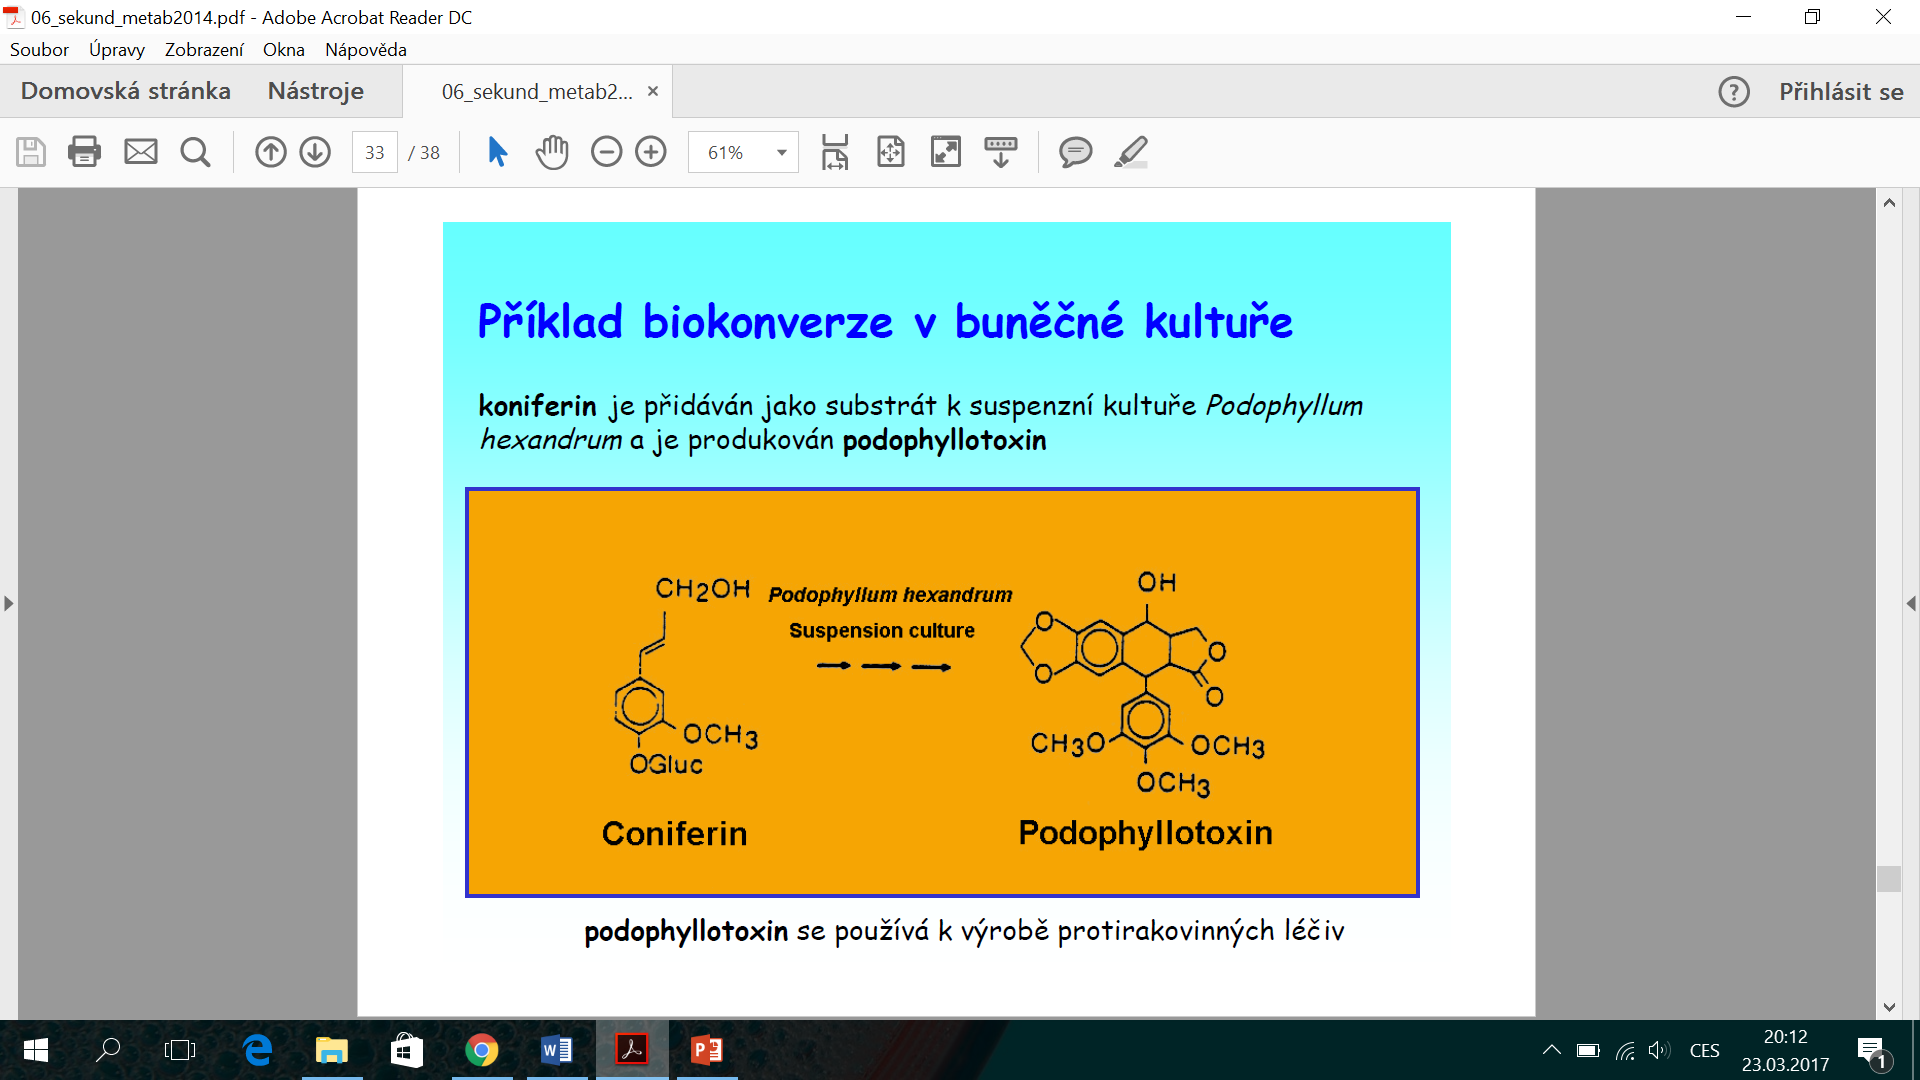 06_sekund_metab2014.pdf - Adobe Acrobat Reader DC
Soubor Úpravy Zobrazení Okna Nápověda
Domovská stránka Nástroje 06_sekund_metab2... × ? Přihlásit se
33 / 38 61%
Příklad biokonverze v buněčné kultuře
koniferin je přidáván jako substrát k suspenzní kultuře Podophyllum
hexandrum a je produkován podophyllotoxin
CH2OH
Podophyllum hexandrum
Suspension culture
OCH3
OGluc
Coniferin
OH
O
O
O
O
CH3O
OCH3
OCH3
Podophyllotoxin
podophyllotoxin se používá k výrobě protirakovinných léčiv
CES
20:12
23.03.2017
1